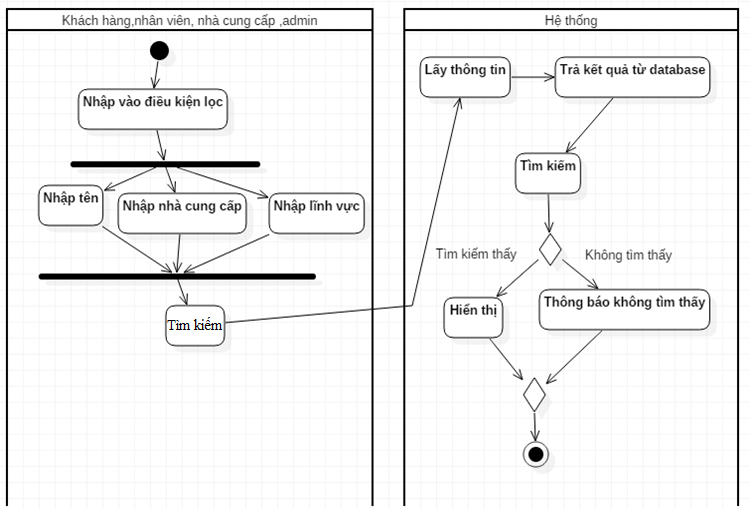 Khách hàng,nhân viên, nhà cung cấp ,admin
Nhập vào điều kiện lọc
Nhập tên
Nhập nhà cung cấp
Nhập lĩnh vực
Tìm kiếm
Hệ thống
Lấy thông tin
Trả kết quả từ database
Tìm kiếm
Tìm kiếm thấy
Không tìm thấy
Hiển thị
Thông báo không tìm thấy